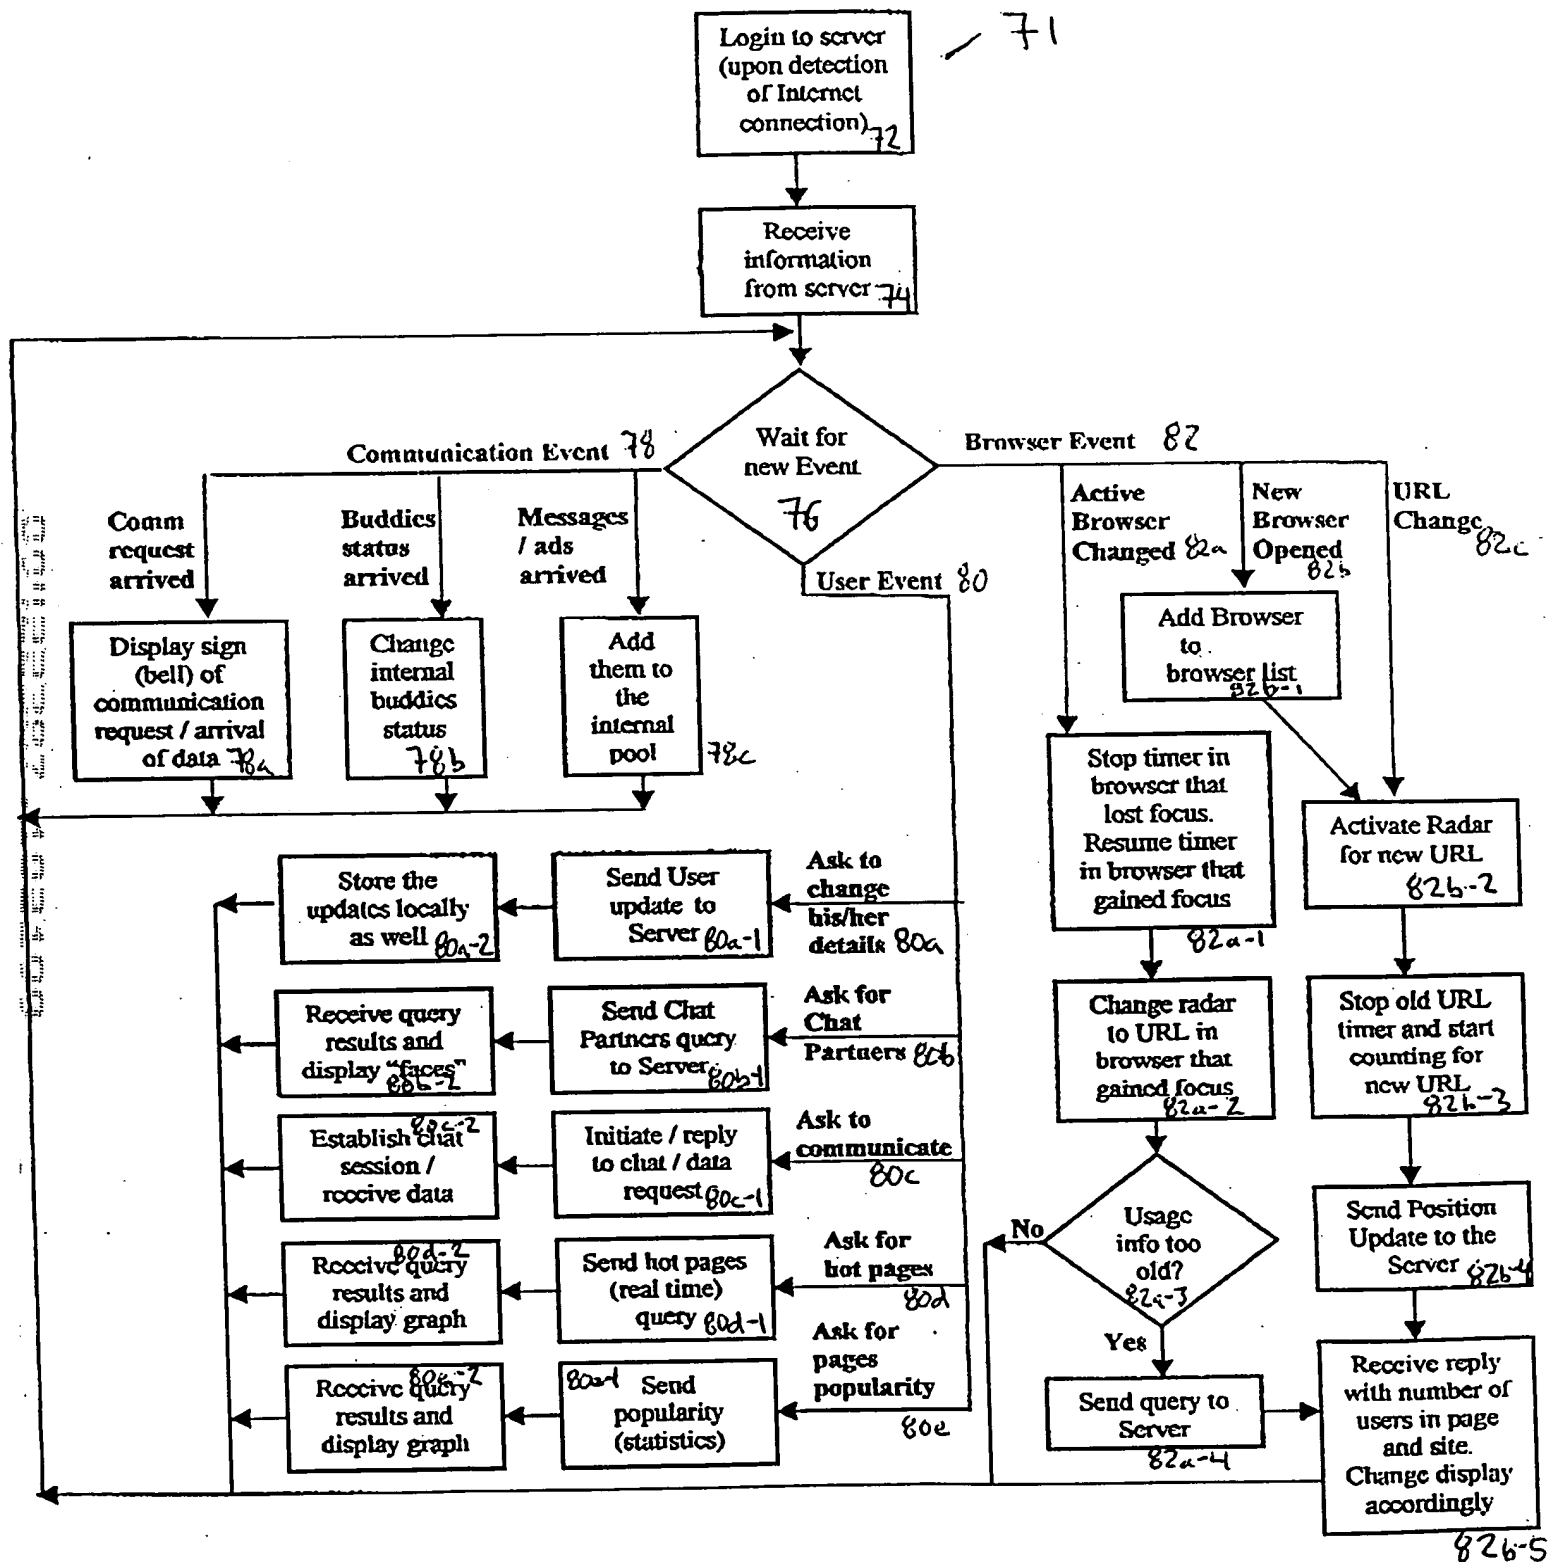 71
Login to server
(upon detection
of Internet
connection)
72
Receive
information
from server
74
Wait for
new Event
76
Communication Event 78
Comm
request
arrived
Buddies
status
arrived
Messages
/ ads
arrived
Display sign
(bell) of
communication
request / arrival
of data 78a
Change
internal
buddies
status
78b
Add
them to
the
internal
pool
78c
User Event 80
Ask to
change
his/her
details 80a
Send User
update to
Server 80a-1
Store the
updates locally
as well 80a-2
Ask for
Chat
Partners 80b
Send Chat
Partners query
to Server 80b-1
Receive query
results and
display "faces"
80b-2
Ask to
communicate
80c
Initiate / reply
to chat / data
request 80c-1
80c-2
Establish chat
session /
receive data
Ask for
hot pages
80d
Send hot pages
(real time)
query 80d-1
80d-2
Receive query
results and
display graph
Ask for
pages
popularity
80e
80e-1 Send
popularity
(statistics)
80e-2
Receive query
results and
display graph
Browser Event 82
Active
Browser
Changed 82a
New
Browser
Opened
82b
URL
Change
82c
Add Browser
to
browser list
82b-1
Stop timer in
browser that
lost focus.
Resume timer
in browser that
gained focus
82a-1
Change radar
to URL in
browser that
gained focus
82a-2
Usage
info too
old?
82a-3
No
Yes
Send query to
Server
82a-4
Activate Radar
for new URL
82b-2
Stop old URL
timer and start
counting for
new URL
82b-3
Send Position
Update to the
Server 82b-4
Receive reply
with number of
users in page
and site.
Change display
accordingly
82b-5